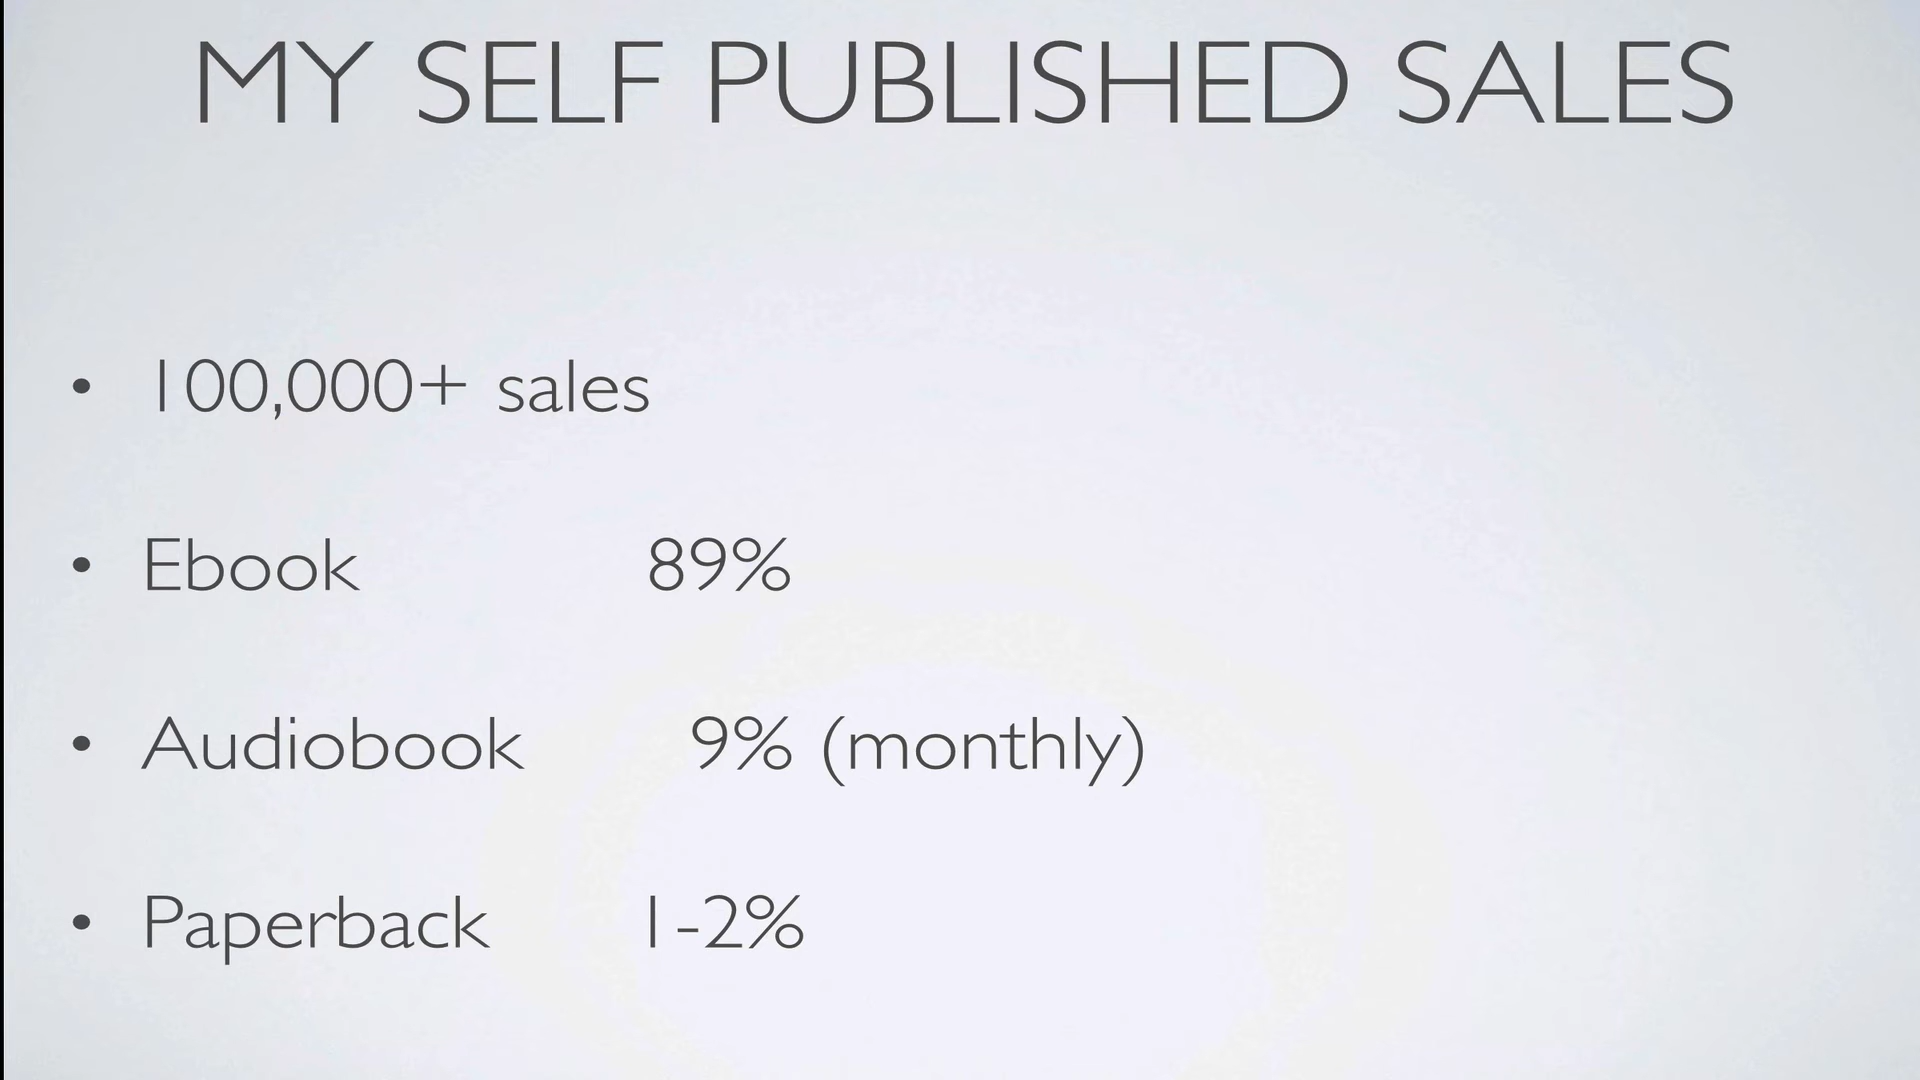 MY SELF PUBLISHED SALES
• 100,000+ sales
• Ebook 89%
• Audiobook 9% (monthly)
• Paperback 1-2%